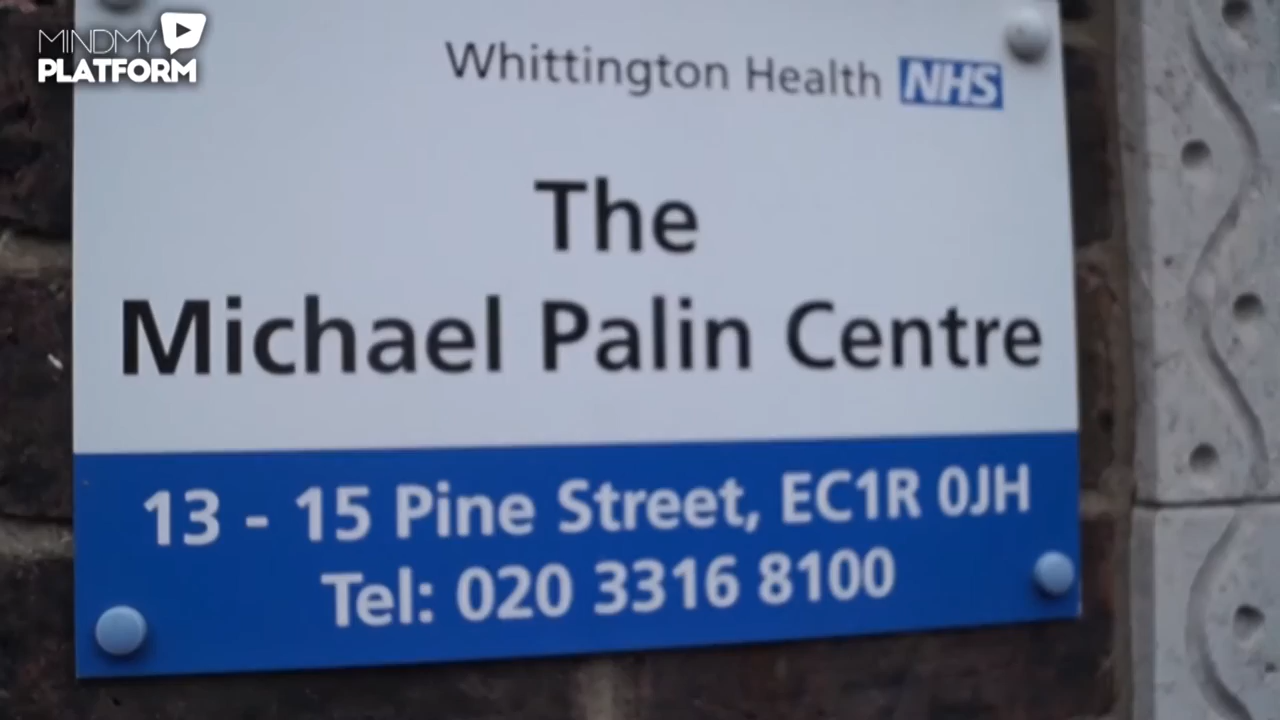 MINDMY
PLATFORM
Whittington Health NHS
The
Michael Palin Centre
13 - 15 Pine Street, EC1R 0JH
Tel: 020 3316 8100